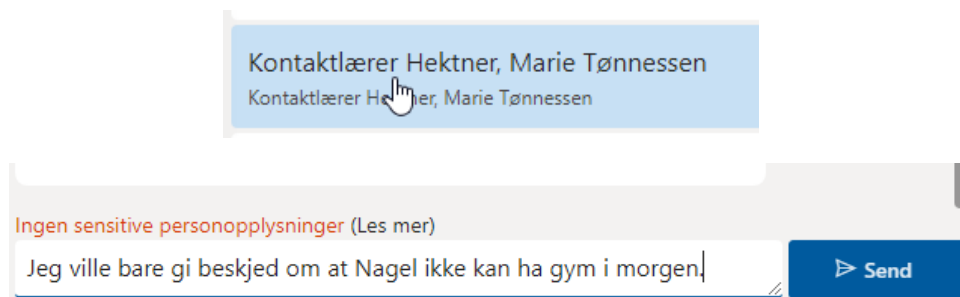 Kontaktlærer Hektner, Marie Tønnessen
Kontaktlærer Hektner, Marie Tønnessen
Ingen sensitive personopplysninger (Les mer)
Jeg ville bare gi beskjed om at Nagel ikke kan ha gym i morgen.
Send